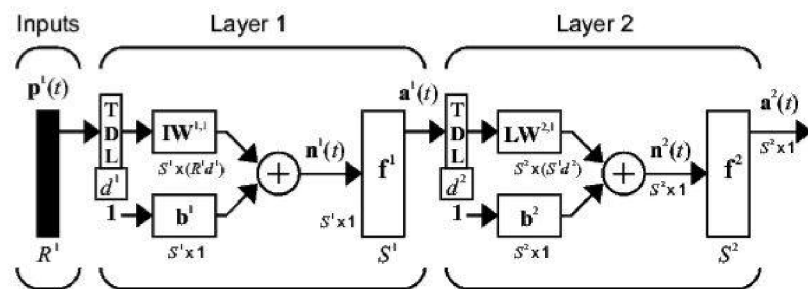 Inputs Layer 1 Layer 2
p¹(t) a¹(t) a²(t)
T D L IW¹,¹ T D L LW²,¹
n¹(t) f¹ n²(t) f² S²x1
S¹x(R¹d¹) S²x(S¹d²) S²x1
d¹ d²
1 b¹ S¹x1 1 b²
R¹ S¹x1 S¹ S²x1 S²